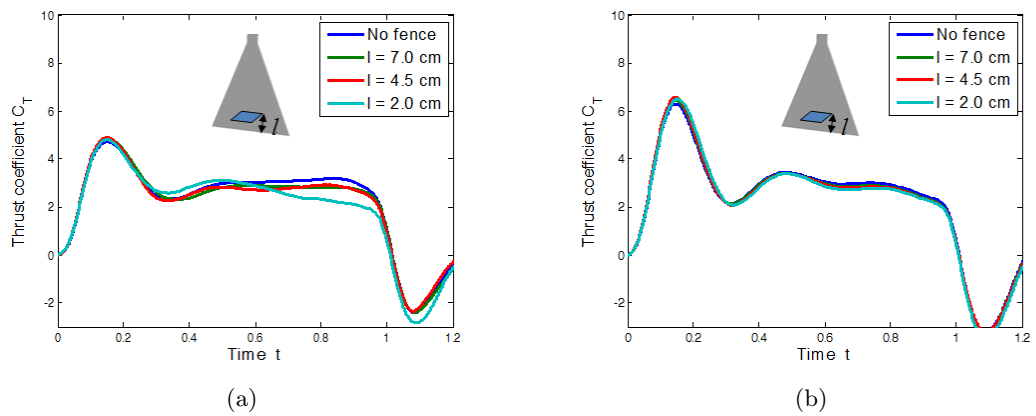 10
8
6
4
2
0
-2
0
0.2
0.4
0.6
0.8
1
1.2
Thrust coefficient C_T
Time t
No fence
l = 7.0 cm
l = 4.5 cm
l = 2.0 cm
l
(a)
10
8
6
4
2
0
-2
0
0.2
0.4
0.6
0.8
1
1.2
Thrust coefficient C_T
Time t
No fence
l = 7.0 cm
l = 4.5 cm
l = 2.0 cm
l
(b)